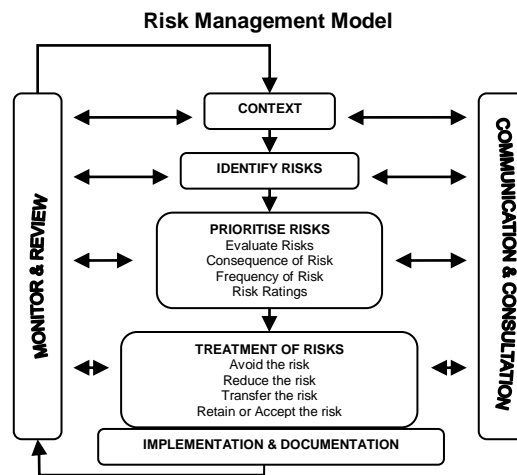 Risk Management Model
CONTEXT
IDENTIFY RISKS
PRIORITISE RISKS
Evaluate Risks
Consequence of Risk
Frequency of Risk
Risk Ratings
TREATMENT OF RISKS
Avoid the risk
Reduce the risk
Transfer the risk
Retain or Accept the risk
IMPLEMENTATION & DOCUMENTATION
MONITOR & REVIEW
COMMUNICATION & CONSULTATION